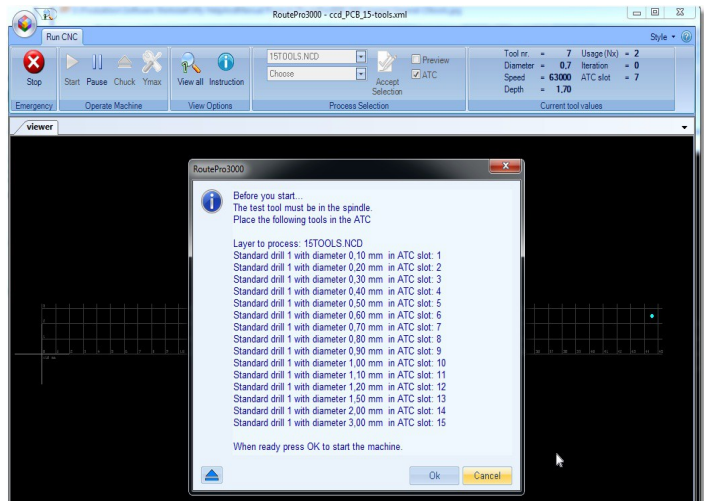 RoutePro3000 - ccd_PCB_15-tools.xml
Run CNC
Style
Stop
Start Pause Chuck Ymax
View all Instruction
15TOOLS.NCD
Choose
Accept Selection
Preview
ATC
Tool nr. = 7 Usage(Nx) = 2
Diameter = 0,7 Iteration = 0
Speed = 63000 ATC slot = 7
Depth = 1,70
Emergency
Operate Machine
View Options
Process Selection
Current tool values
viewer
RoutePro3000
Before you start...
The test tool must be in the spindle.
Place the following tools in the ATC
Layer to process: 15TOOLS.NCD
Standard drill 1 with diameter 0,10 mm in ATC slot: 1
Standard drill 1 with diameter 0,20 mm in ATC slot: 2
Standard drill 1 with diameter 0,30 mm in ATC slot: 3
Standard drill 1 with diameter 0,40 mm in ATC slot: 4
Standard drill 1 with diameter 0,50 mm in ATC slot: 5
Standard drill 1 with diameter 0,60 mm in ATC slot: 6
Standard drill 1 with diameter 0,70 mm in ATC slot: 7
Standard drill 1 with diameter 0,80 mm in ATC slot: 8
Standard drill 1 with diameter 0,90 mm in ATC slot: 9
Standard drill 1 with diameter 1,00 mm in ATC slot: 10
Standard drill 1 with diameter 1,10 mm in ATC slot: 11
Standard drill 1 with diameter 1,20 mm in ATC slot: 12
Standard drill 1 with diameter 1,50 mm in ATC slot: 13
Standard drill 1 with diameter 2,00 mm in ATC slot: 14
Standard drill 1 with diameter 3,00 mm in ATC slot: 15
When ready press OK to start the machine.
Ok
Cancel